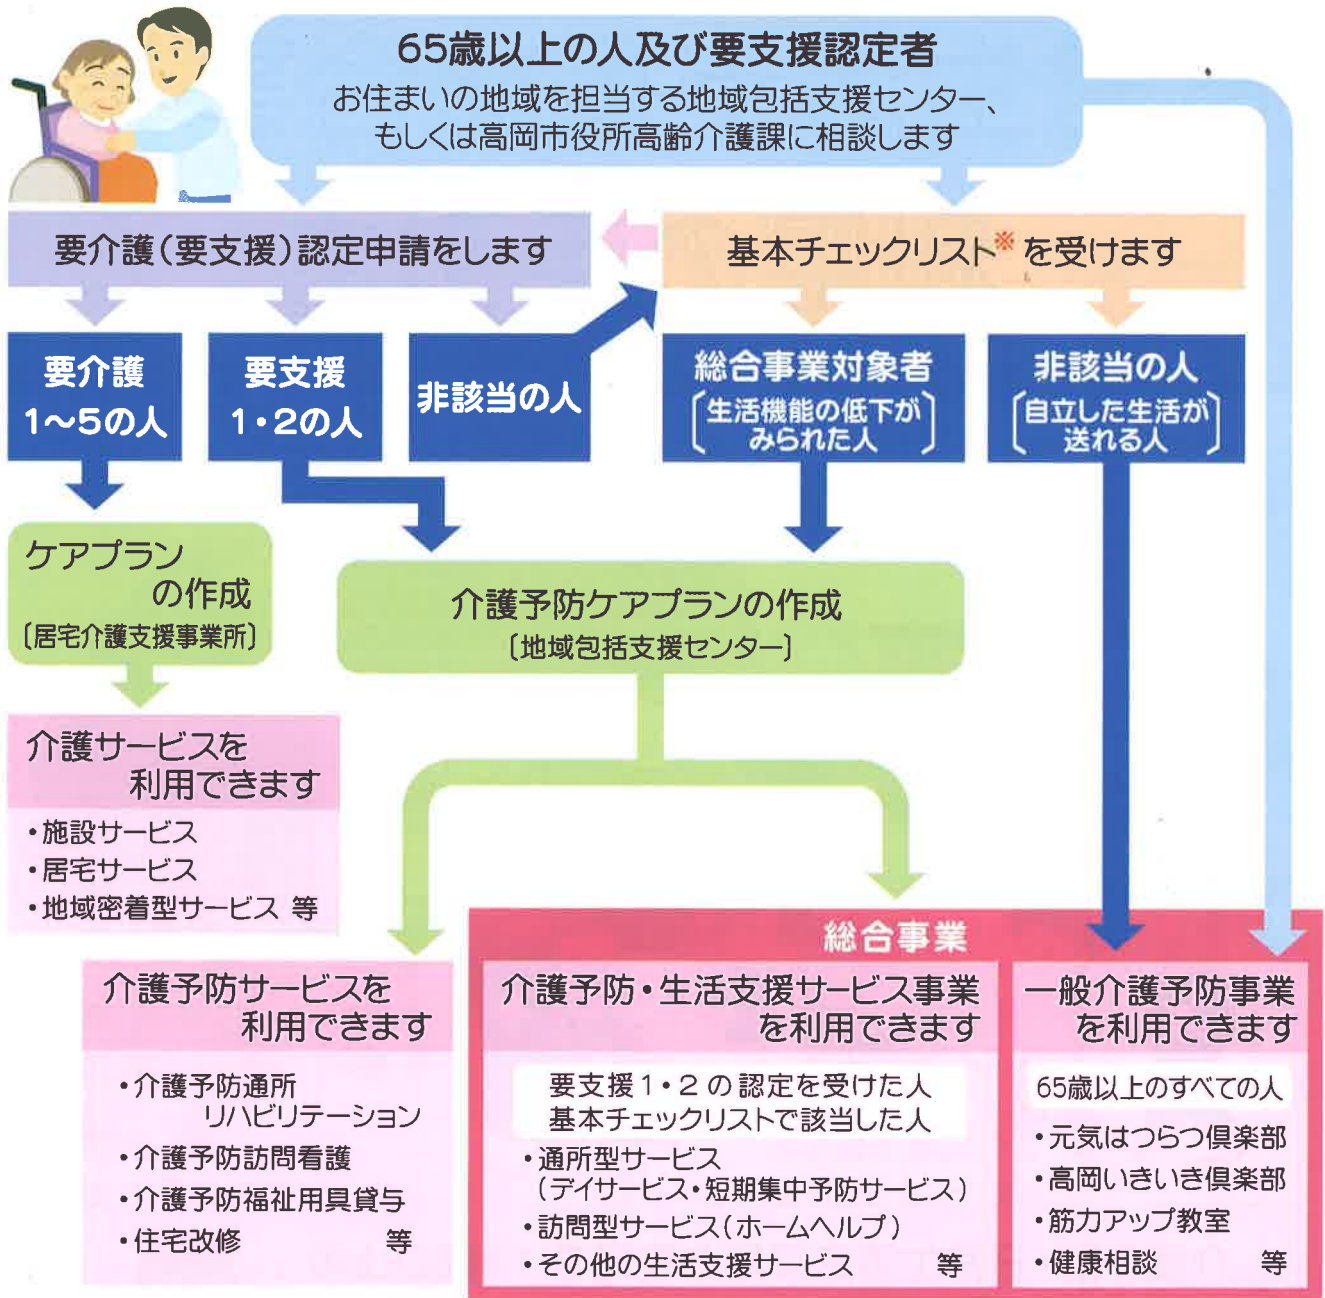 65歳以上の人及び要支援認定者
お住まいの地域を担当する地域包括支援センター、
もしくは高岡市役所高齢介護課に相談します
要介護(要支援)認定申請をします
基本チェックリスト※を受けます
要介護
1～5の人
要支援
1・2の人
非該当の人
総合事業対象者
〔生活機能の低下が
みられた人〕
非該当の人
〔自立した生活が
送れる人〕
ケアプラン
の作成
〔居宅介護支援事業所〕
介護予防ケアプランの作成
〔地域包括支援センター〕
介護サービスを
利用できます
・施設サービス
・居宅サービス
・地域密着型サービス 等
介護予防サービスを
利用できます
・介護予防通所
リハビリテーション
・介護予防訪問看護
・介護予防福祉用具貸与
・住宅改修 等
総合事業
介護予防・生活支援サービス事業
を利用できます
要支援1・2の認定を受けた人
基本チェックリストで該当した人
・通所型サービス
(デイサービス・短期集中予防サービス)
・訪問型サービス(ホームヘルプ)
・その他の生活支援サービス 等
一般介護予防事業
を利用できます
65歳以上のすべての人
・元気はつらつ倶楽部
・高岡いきいき倶楽部
・筋力アップ教室
・健康相談 等